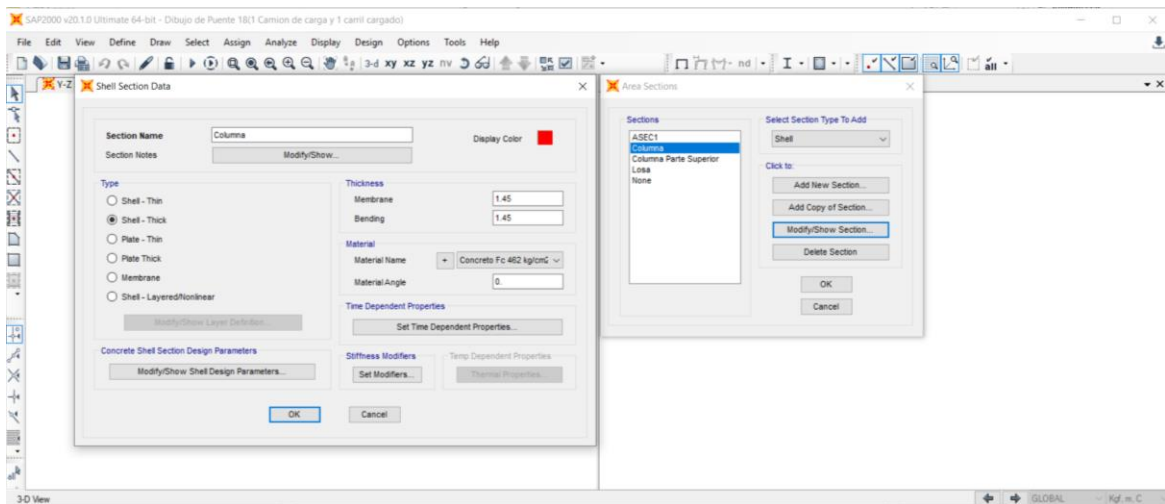 SAP2000 v20.1.0 Ultimate 64-bit - Dibujo de Puente 18(1 Camion de carga y 1 carril cargado)
File Edit View Define Draw Select Assign Analyze Display Design Options Tools Help
3-d xy xz yz nv
nd
all
Y-Z
Shell Section Data
Section Name
Columna
Display Color
Section Notes
Modify/Show...
Type
Shell - Thin
Shell - Thick
Plate - Thin
Plate Thick
Membrane
Shell - Layered/Nonlinear
Modify/Show Layer Definition...
Concrete Shell Section Design Parameters
Modify/Show Shell Design Parameters...
Thickness
Membrane
1.45
Bending
1.45
Material
Material Name
+
Concreto Fc 462 kg/cm2
Material Angle
0.
Time Dependent Properties
Set Time Dependent Properties...
Stiffness Modifiers
Set Modifiers...
Temp Dependent Properties
Thermal Properties...
OK
Cancel
Area Sections
Sections
ASEC1
Columna
Columna Parte Superior
Losa
None
Select Section Type To Add
Shell
Click to:
Add New Section...
Add Copy of Section...
Modify/Show Section...
Delete Section
OK
Cancel
3-D View
GLOBAL
Kgf, m, C